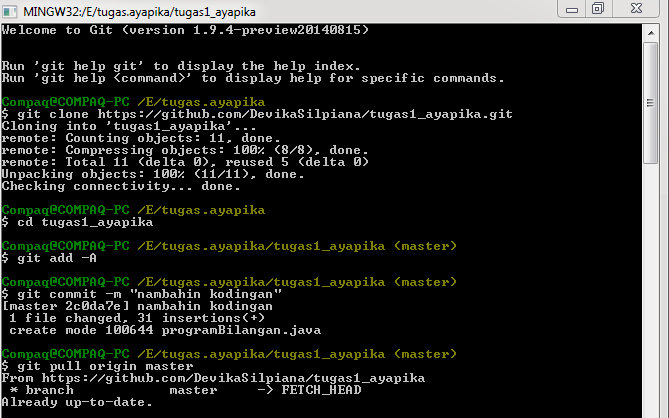 MINGW32:/E/tugas.ayapika/tugas1_ayapika
Welcome to Git (version 1.9.4-preview20140815)
Run 'git help git' to display the help index.
Run 'git help <command>' to display help for specific commands.
Compaq@COMPAQ-PC /E/tugas.ayapika
$ git clone https://github.com/DevikaSilpiana/tugas1_ayapika.git
Cloning into 'tugas1_ayapika'...
remote: Counting objects: 11, done.
remote: Compressing objects: 100% (8/8), done.
remote: Total 11 (delta 0), reused 5 (delta 0)
Unpacking objects: 100% (11/11), done.
Checking connectivity... done.
Compaq@COMPAQ-PC /E/tugas.ayapika
$ cd tugas1_ayapika
Compaq@COMPAQ-PC /E/tugas.ayapika/tugas1_ayapika (master)
$ git add -A
Compaq@COMPAQ-PC /E/tugas.ayapika/tugas1_ayapika (master)
$ git commit -m "nambahin kodingan"
[master 2c0da7e] nambahin kodingan
 1 file changed, 31 insertions(+)
 create mode 100644 programBilangan.java
Compaq@COMPAQ-PC /E/tugas.ayapika/tugas1_ayapika (master)
$ git pull origin master
From https://github.com/DevikaSilpiana/tugas1_ayapika
 * branch            master     -> FETCH_HEAD
Already up-to-date.